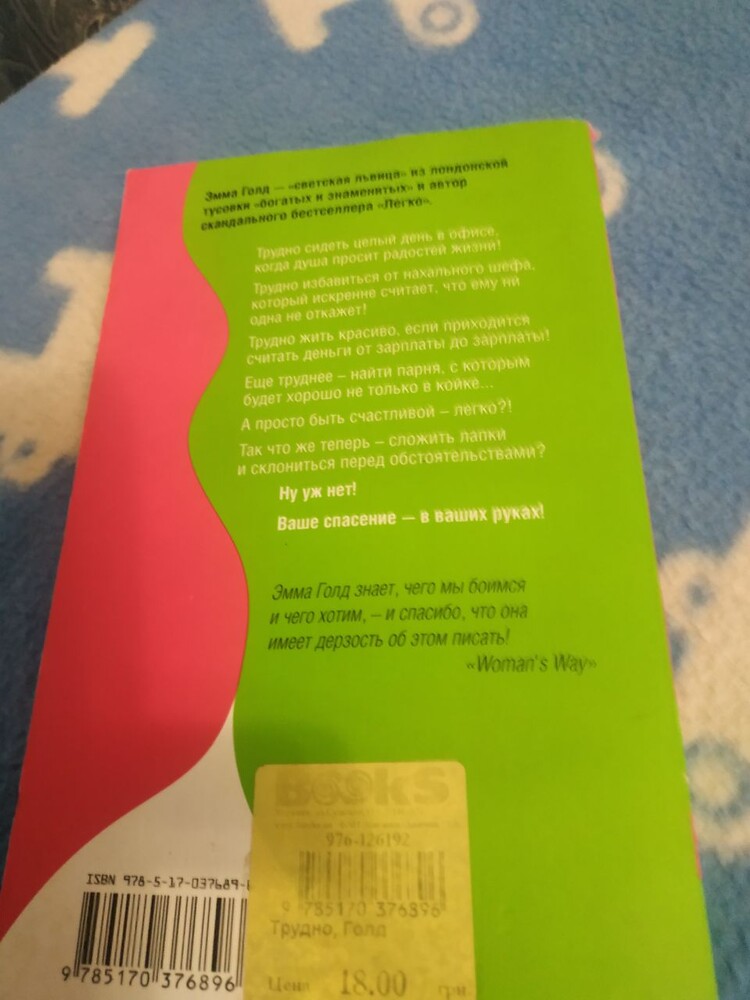 Эмма Голд – «светская львица» из лондонской
тусовки «богатых и знаменитых» и автор
скандального бестселлера «Легко».
Трудно сидеть целый день в офисе,
когда душа просит радостей жизни!
Трудно избавиться от нахального шефа,
который искренне считает, что ему ни
одна не откажет!
Трудно жить красиво, если приходится
считать деньги от зарплаты до зарплаты!
Еще труднее – найти парня, с которым
будет хорошо не только в койке...
А просто быть счастливой – легко?!
Так что же теперь – сложить лапки
и склониться перед обстоятельствами?
Ну уж нет!
Ваше спасение – в ваших руках!
Эмма Голд знает, чего мы боимся
и чего хотим, – и спасибо, что она
имеет дерзость об этом писать!
«Woman's Way»
BOOKS
976-126192
9 785170 376896
Трудно, Голд
Цена 18.00 грн.
ISBN 978-5-17-037689-
9 785170 376896